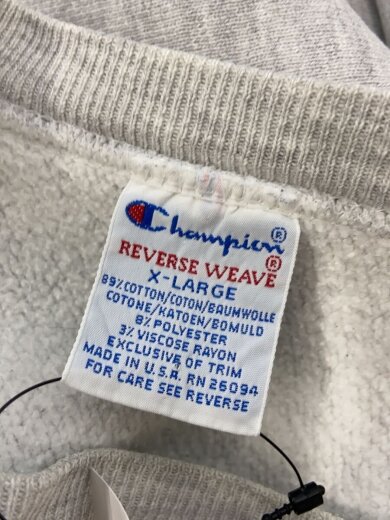 Champion®
REVERSE WEAVE®
X-LARGE
89% COTTON/COTON/BAUMWOLLE
COTONE/KATOEN/BOMULD
8% POLYESTER
3% VISCOSE RAYON
EXCLUSIVE OF TRIM
MADE IN U.S.A. RN 26094
FOR CARE SEE REVERSE